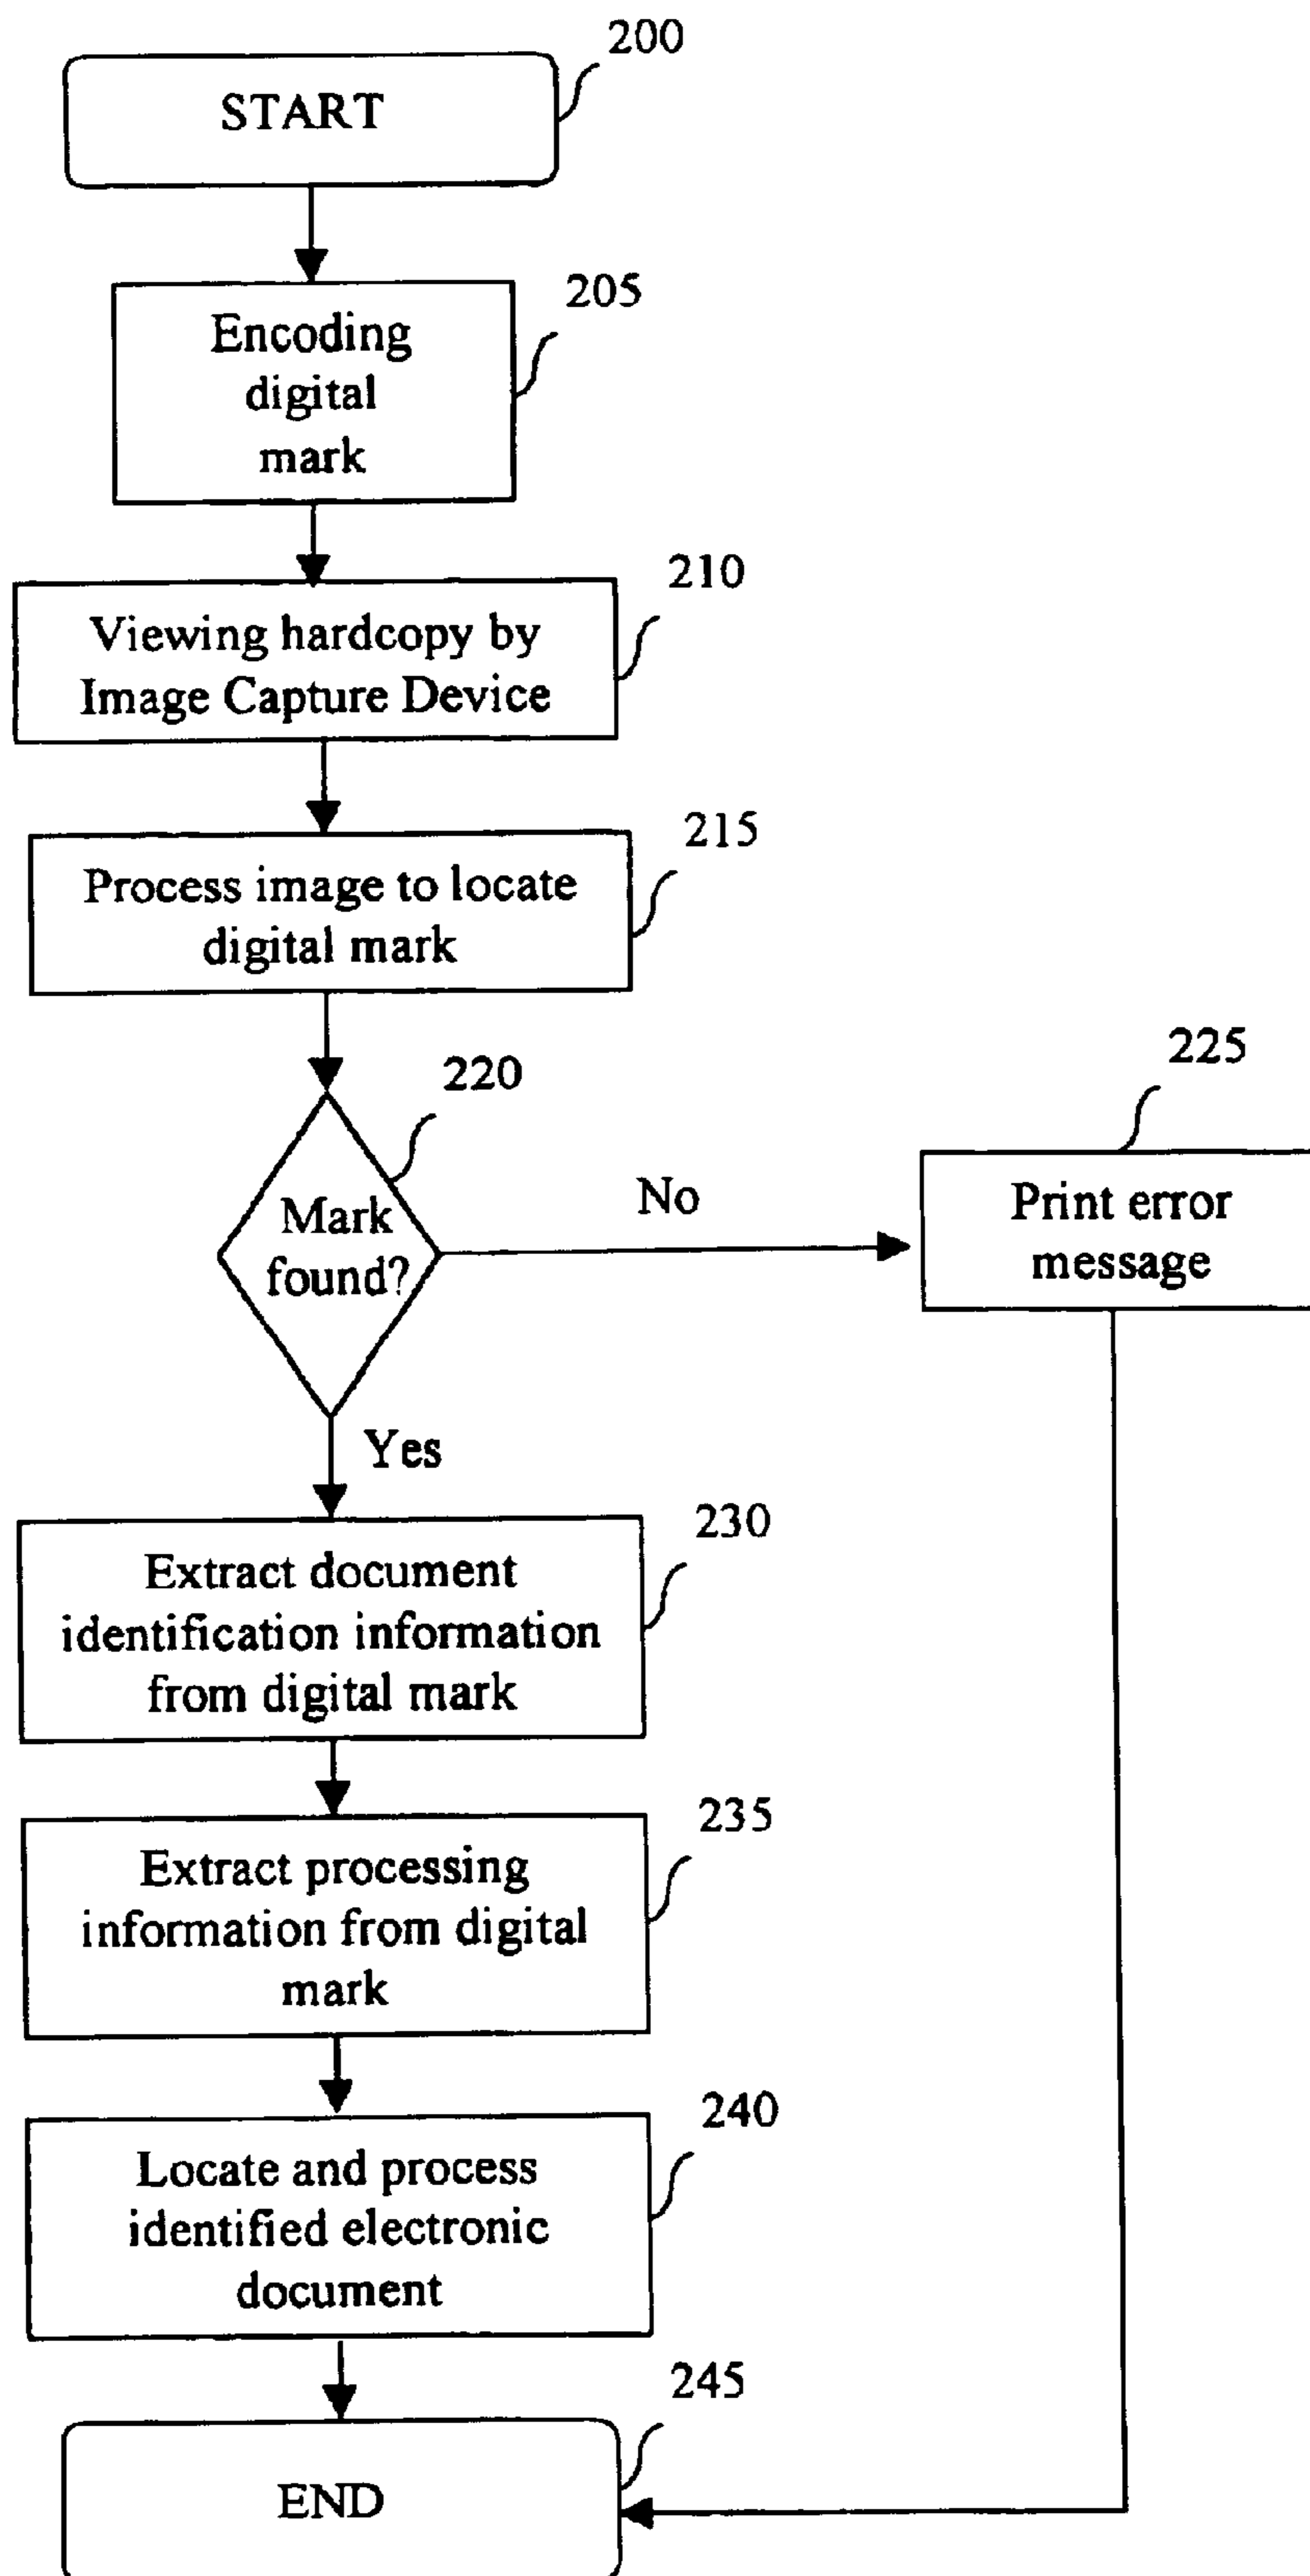 200
START
205
Encoding
digital
mark
210
Viewing hardcopy by
Image Capture Device
215
Process image to locate
digital mark
220
Mark
found?
No
225
Print error
message
Yes
230
Extract document
identification information
from digital mark
235
Extract processing
information from digital
mark
240
Locate and process
identified electronic
document
245
END